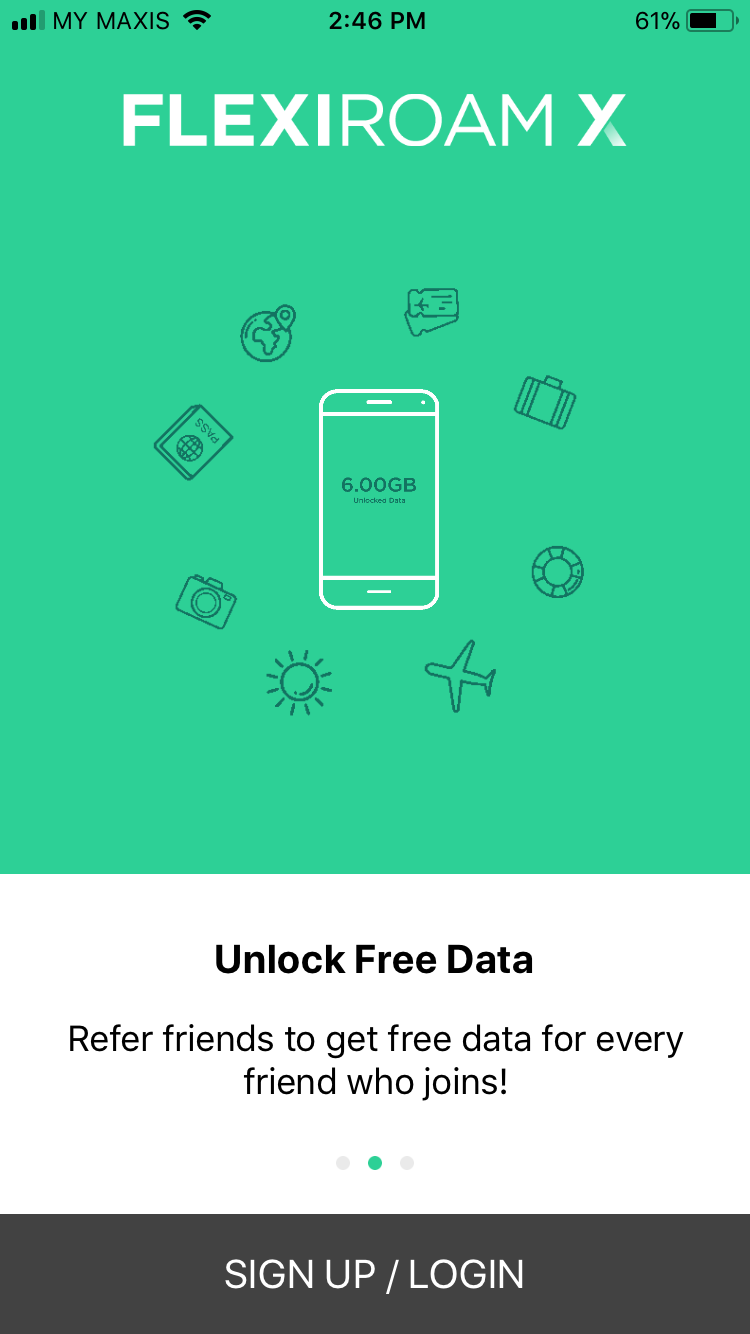 MY MAXIS 2:46 PM 61%
FLEXIROAM X
PASS
6.00GB
Unlocked Data
Unlock Free Data
Refer friends to get free data for every
friend who joins!
SIGN UP / LOGIN